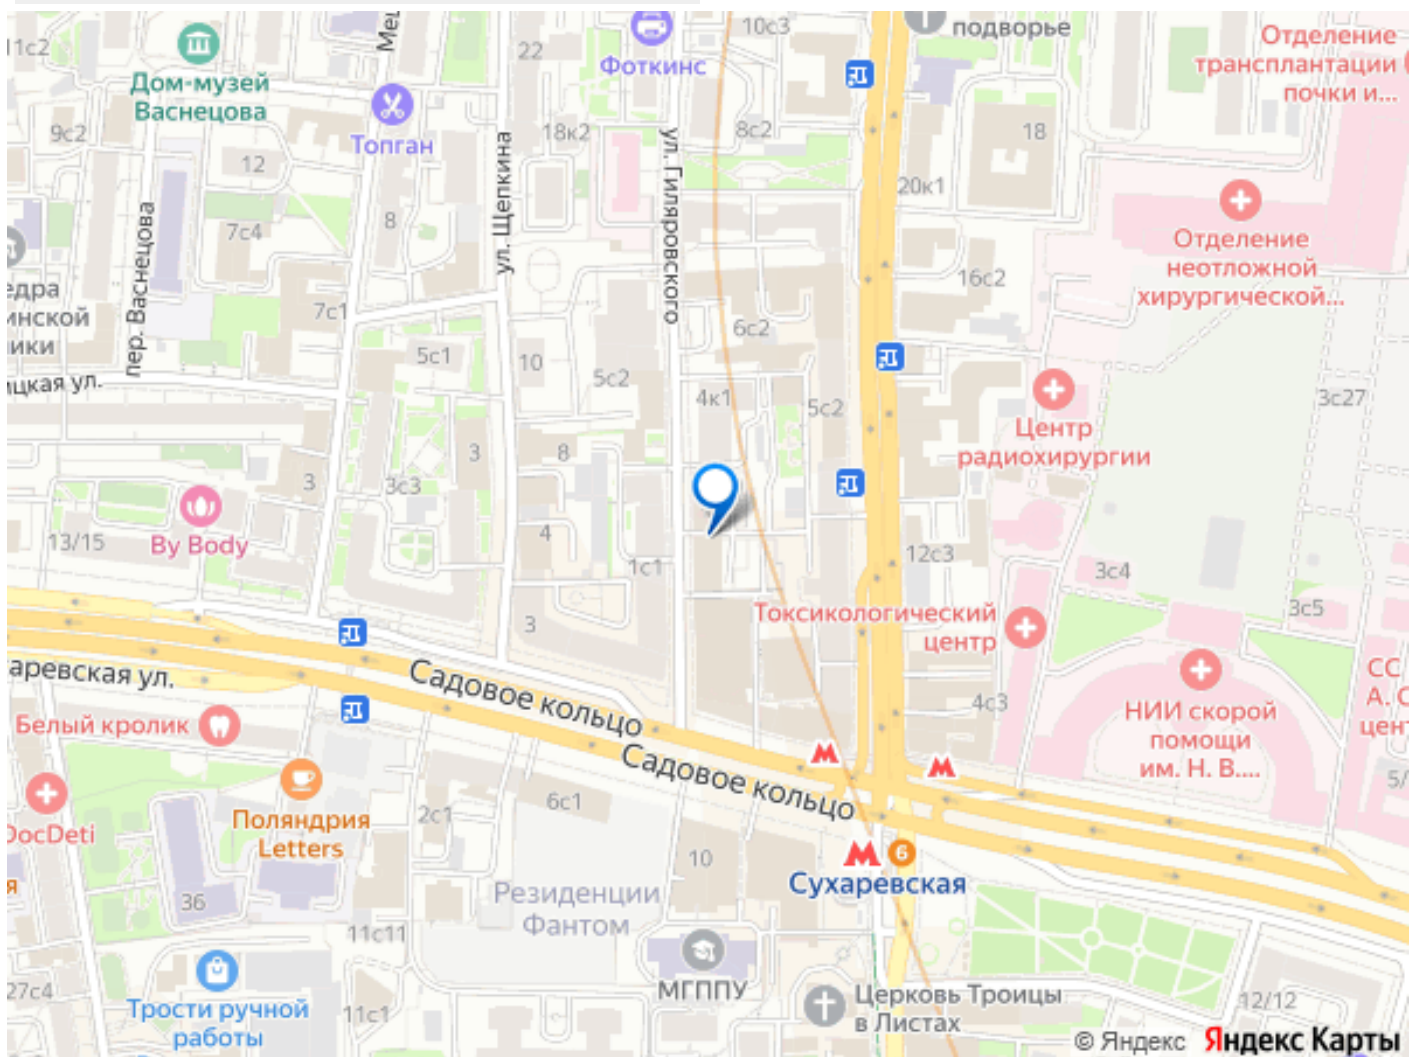 подворье
10с3
22
11с2
Фоткинс
Отделение
трансплантации
почки и...
Дом-музей
Васнецова
Топган
9с2
12
18к2
8с2
18
ул. Щепкина
ул. Гиляровского
пер. Васнецова
20к1
8
7с4
Отделение
неотложной
хирургической...
16с2
7с1
6с2
5с1
10
5с2
4к1
5с2
3с27
Центр
радиохирургии
3
3с3
3
8
4
By Body
13/15
1с1
12с3
3с4
3с5
3
Токсикологический
центр
Садовое кольцо
Садовое кольцо
4с3
НИИ скорой
помощи
им. Н. В....
Белый кролик
DocDeti
Поляндрия
Letters
2с1
6с1
10
6
Сухаревская
Резиденции
Фантом
36
11с11
МГППУ
27с4
Трости ручной
работы
11с1
Церковь Троицы
в Листах
12/12
© Яндекс Яндекс Карты